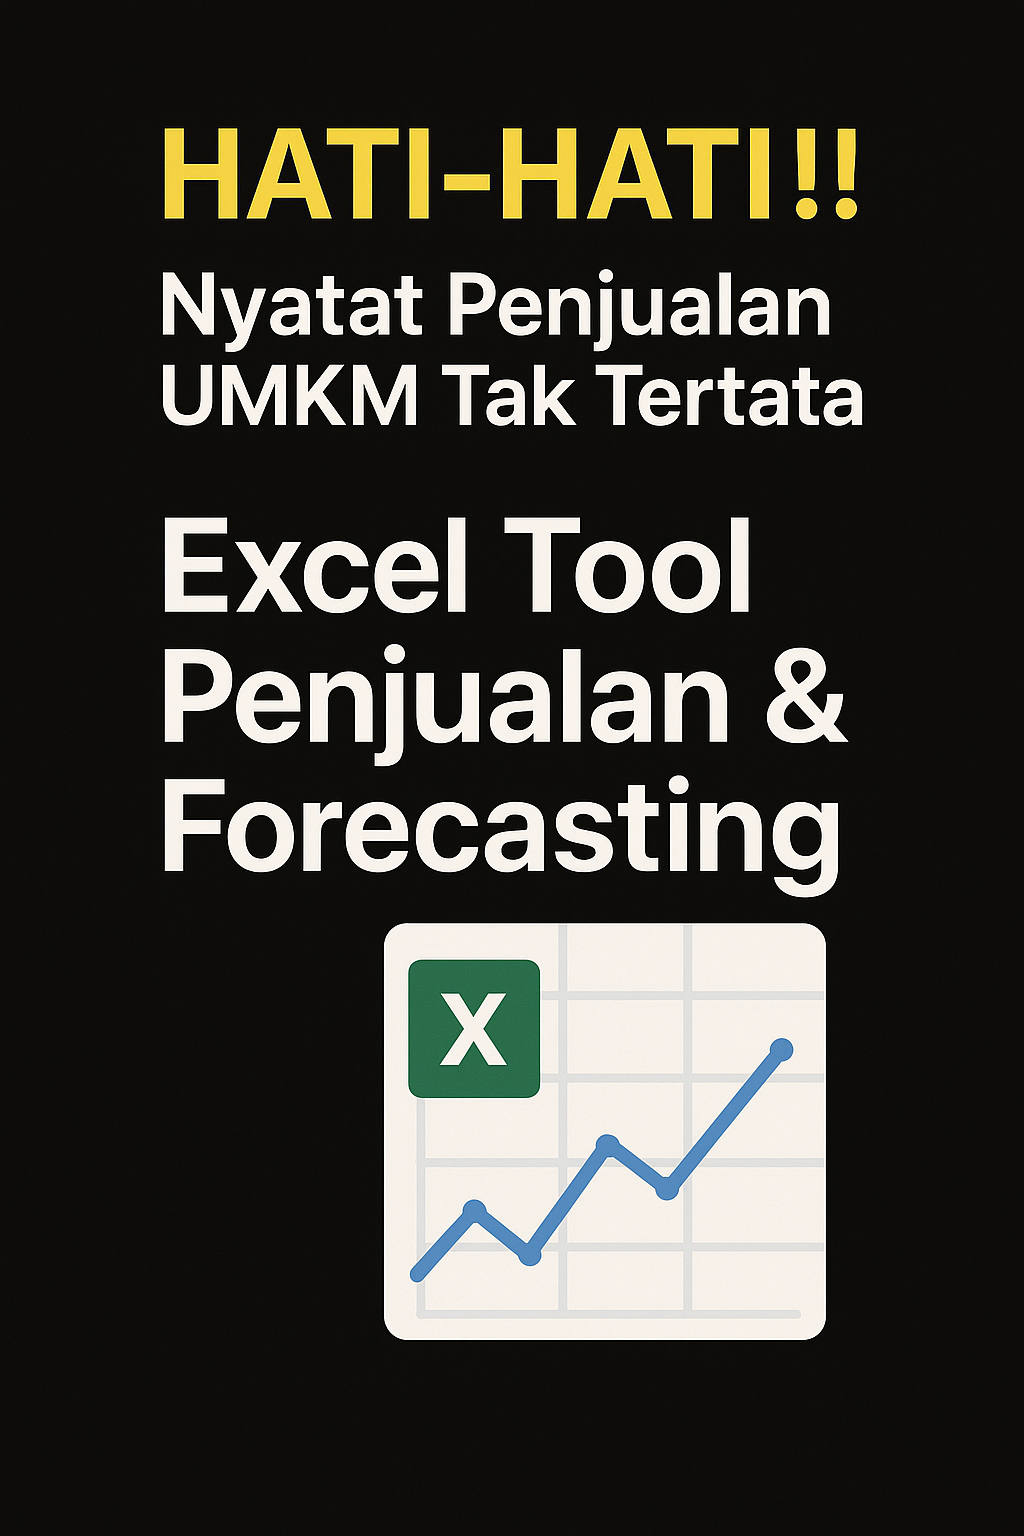 HATI-HATI!!
Nyatat Penjualan
UMKM Tak Tertata
Excel Tool
Penjualan &
Forecasting
X